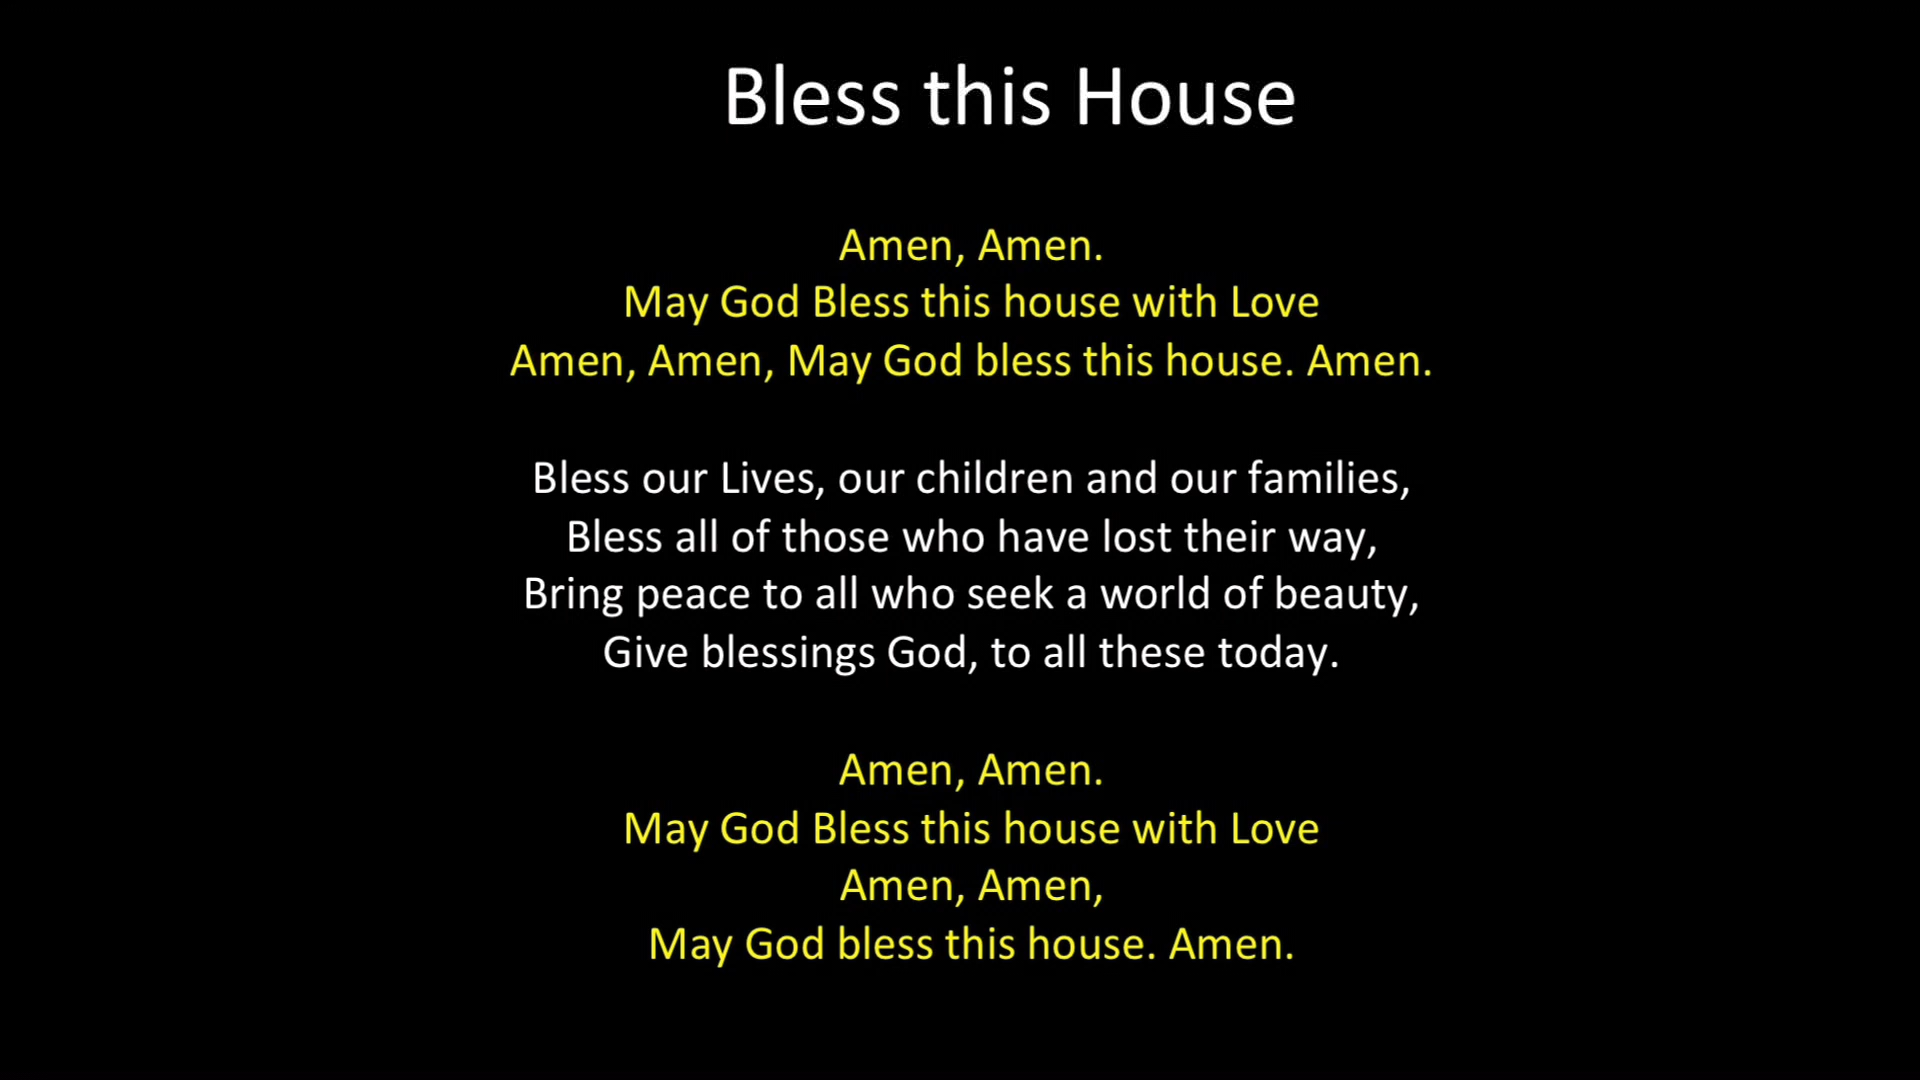 Bless this House
Amen, Amen.
May God Bless this house with Love
Amen, Amen, May God bless this house. Amen.
Bless our Lives, our children and our families,
Bless all of those who have lost their way,
Bring peace to all who seek a world of beauty,
Give blessings God, to all these today.
Amen, Amen.
May God Bless this house with Love
Amen, Amen,
May God bless this house. Amen.